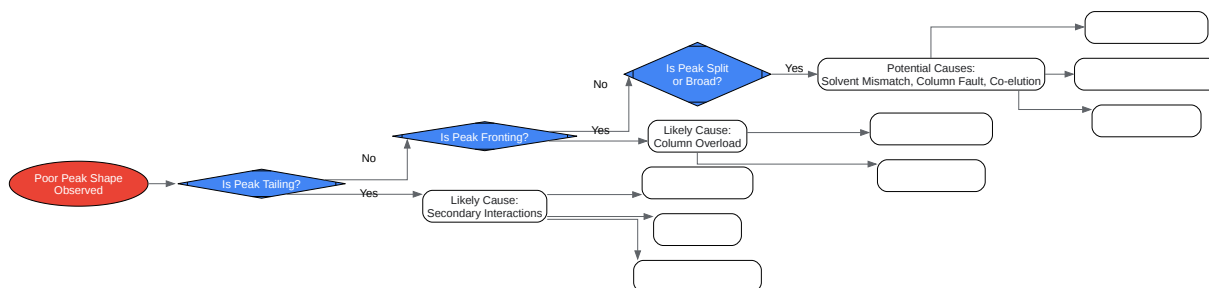 Poor Peak Shape
Observed
Is Peak Tailing?
No
Yes
Is Peak Fronting?
No
Yes
Likely Cause:
Secondary Interactions
Is Peak Split
or Broad?
Yes
Likely Cause:
Column Overload
Potential Causes:
Solvent Mismatch, Column Fault, Co-elution